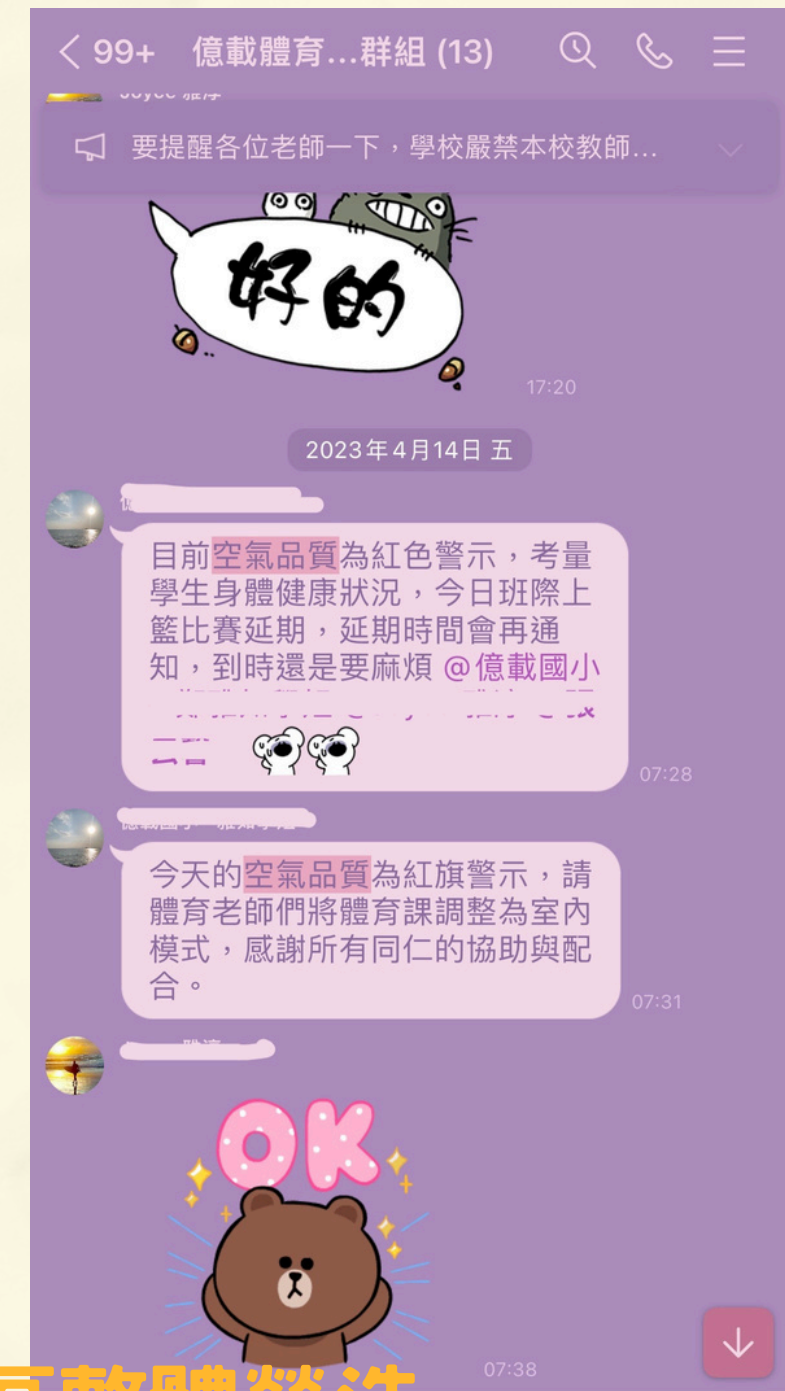 99+ 億載體育…群組 (13)
要提醒各位老師一下，學校嚴禁本校教師…
好的
17:20
2023年4月14日 五
目前空氣品質為紅色警示，考量
學生身體健康狀況，今日班際上
籃比賽延期，延期時間會再通
知，到時還是要麻煩 @億載國小
07:28
今天的空氣品質為紅旗警示，請
體育老師們將體育課調整為室內
模式，感謝所有同仁的協助與配
合。
07:31
OK
07:38